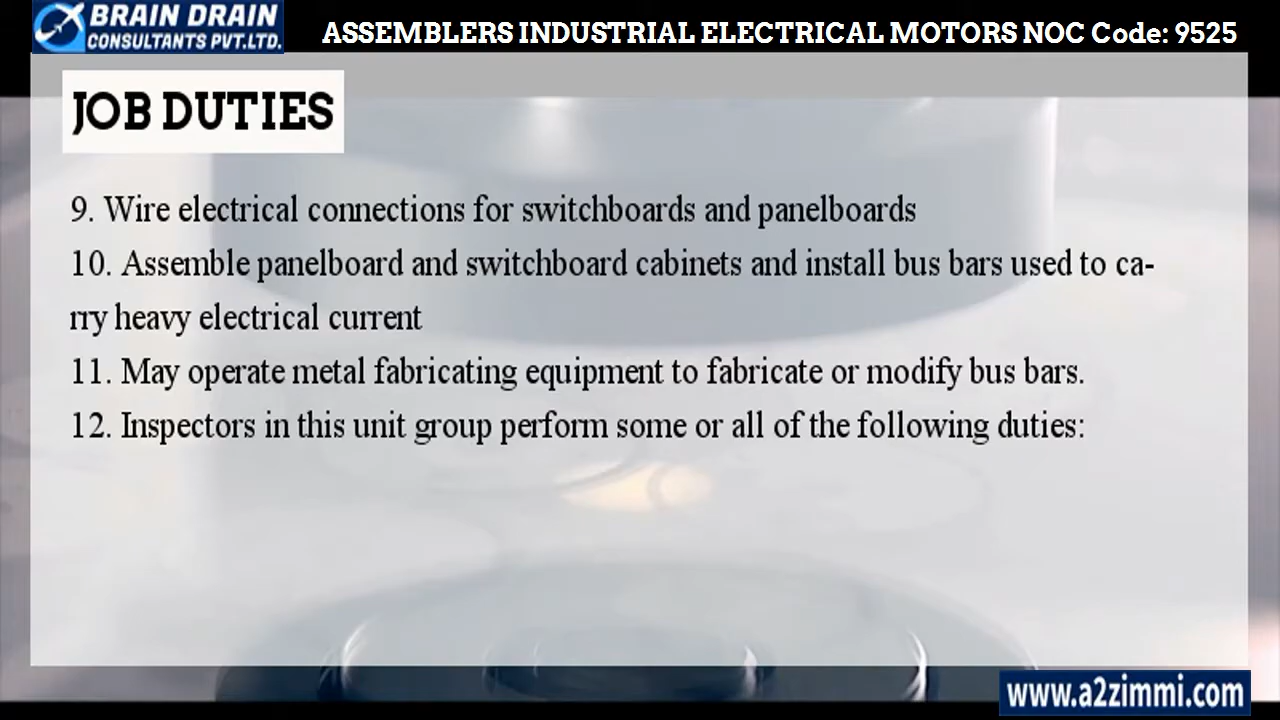 BRAIN DRAIN
CONSULTANTS PVT.LTD.
ASSEMBLERS INDUSTRIAL ELECTRICAL MOTORS NOC Code: 9525
JOB DUTIES
9. Wire electrical connections for switchboards and panelboards
10. Assemble panelboard and switchboard cabinets and install bus bars used to ca-
rry heavy electrical current
11. May operate metal fabricating equipment to fabricate or modify bus bars.
12. Inspectors in this unit group perform some or all of the following duties:
www.a2zimmi.com